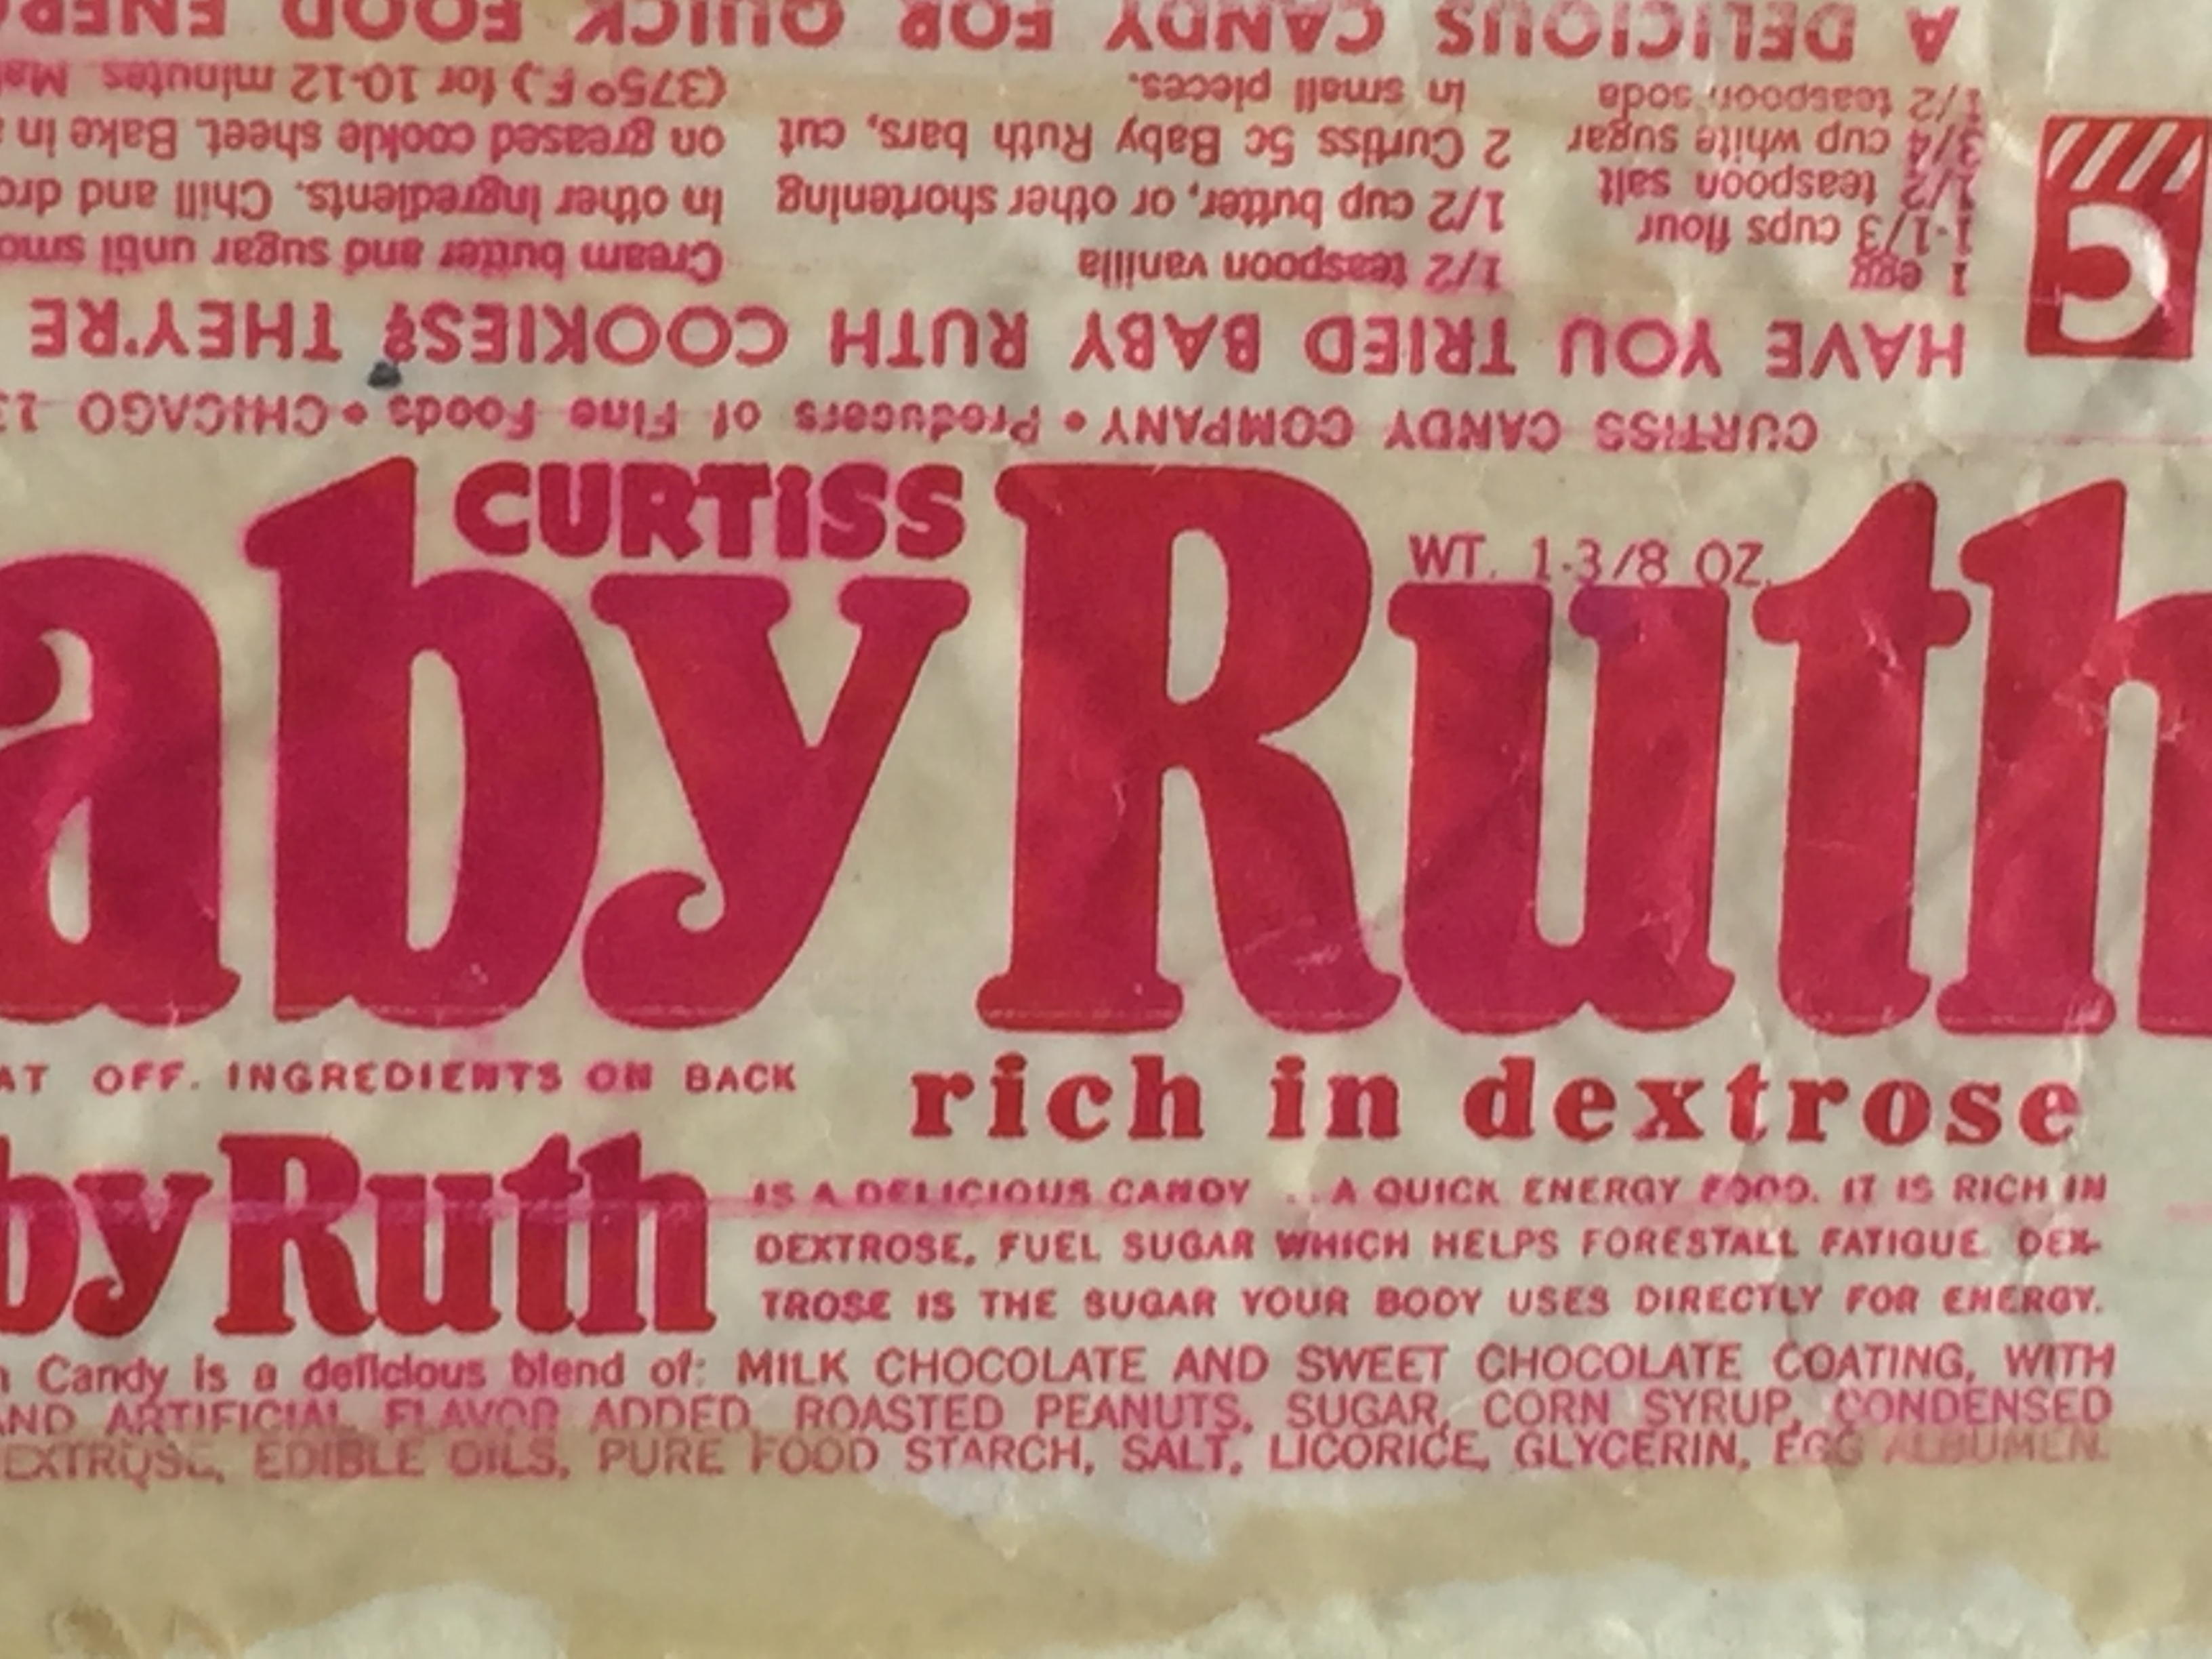 A DELICIOUS CANDY FOR QUICK FOOD
1/2 teaspoon soda
3/4 cup white sugar
1/2 teaspoon salt
1-1/3 cups flour
1 egg
in small pieces.
2 Curtiss 5c Baby Ruth bars, cut
1/2 cup butter, or other shortening
1/2 teaspoon vanilla
(375° F.) for 10-12 minutes
on greased cookie sheet. Bake in
in other ingredients. Chill and
Cream butter and sugar until
HAVE YOU TRIED BABY RUTH COOKIES? THEY'RE
CURTISS CANDY COMPANY • Producers of Fine Foods • CHICAGO 13
C
CURTISS
WT. 1-3/8 OZ.
aby Ruth
AT OFF. INGREDIENTS ON BACK
rich in dextrose
by Ruth
IS A DELICIOUS CANDY . . A QUICK ENERGY FOOD. IT IS RICH IN
DEXTROSE, FUEL SUGAR WHICH HELPS FORESTALL FATIGUE. DEX-
TROSE IS THE SUGAR YOUR BODY USES DIRECTLY FOR ENERGY.
Candy is a delicious blend of: MILK CHOCOLATE AND SWEET CHOCOLATE COATING, WITH
AND ARTIFICIAL FLAVOR ADDED, ROASTED PEANUTS, SUGAR, CORN SYRUP, CONDENSED
EXTROSE, EDIBLE OILS, PURE FOOD STARCH, SALT, LICORICE, GLYCERIN, EGG ALBUMEN.